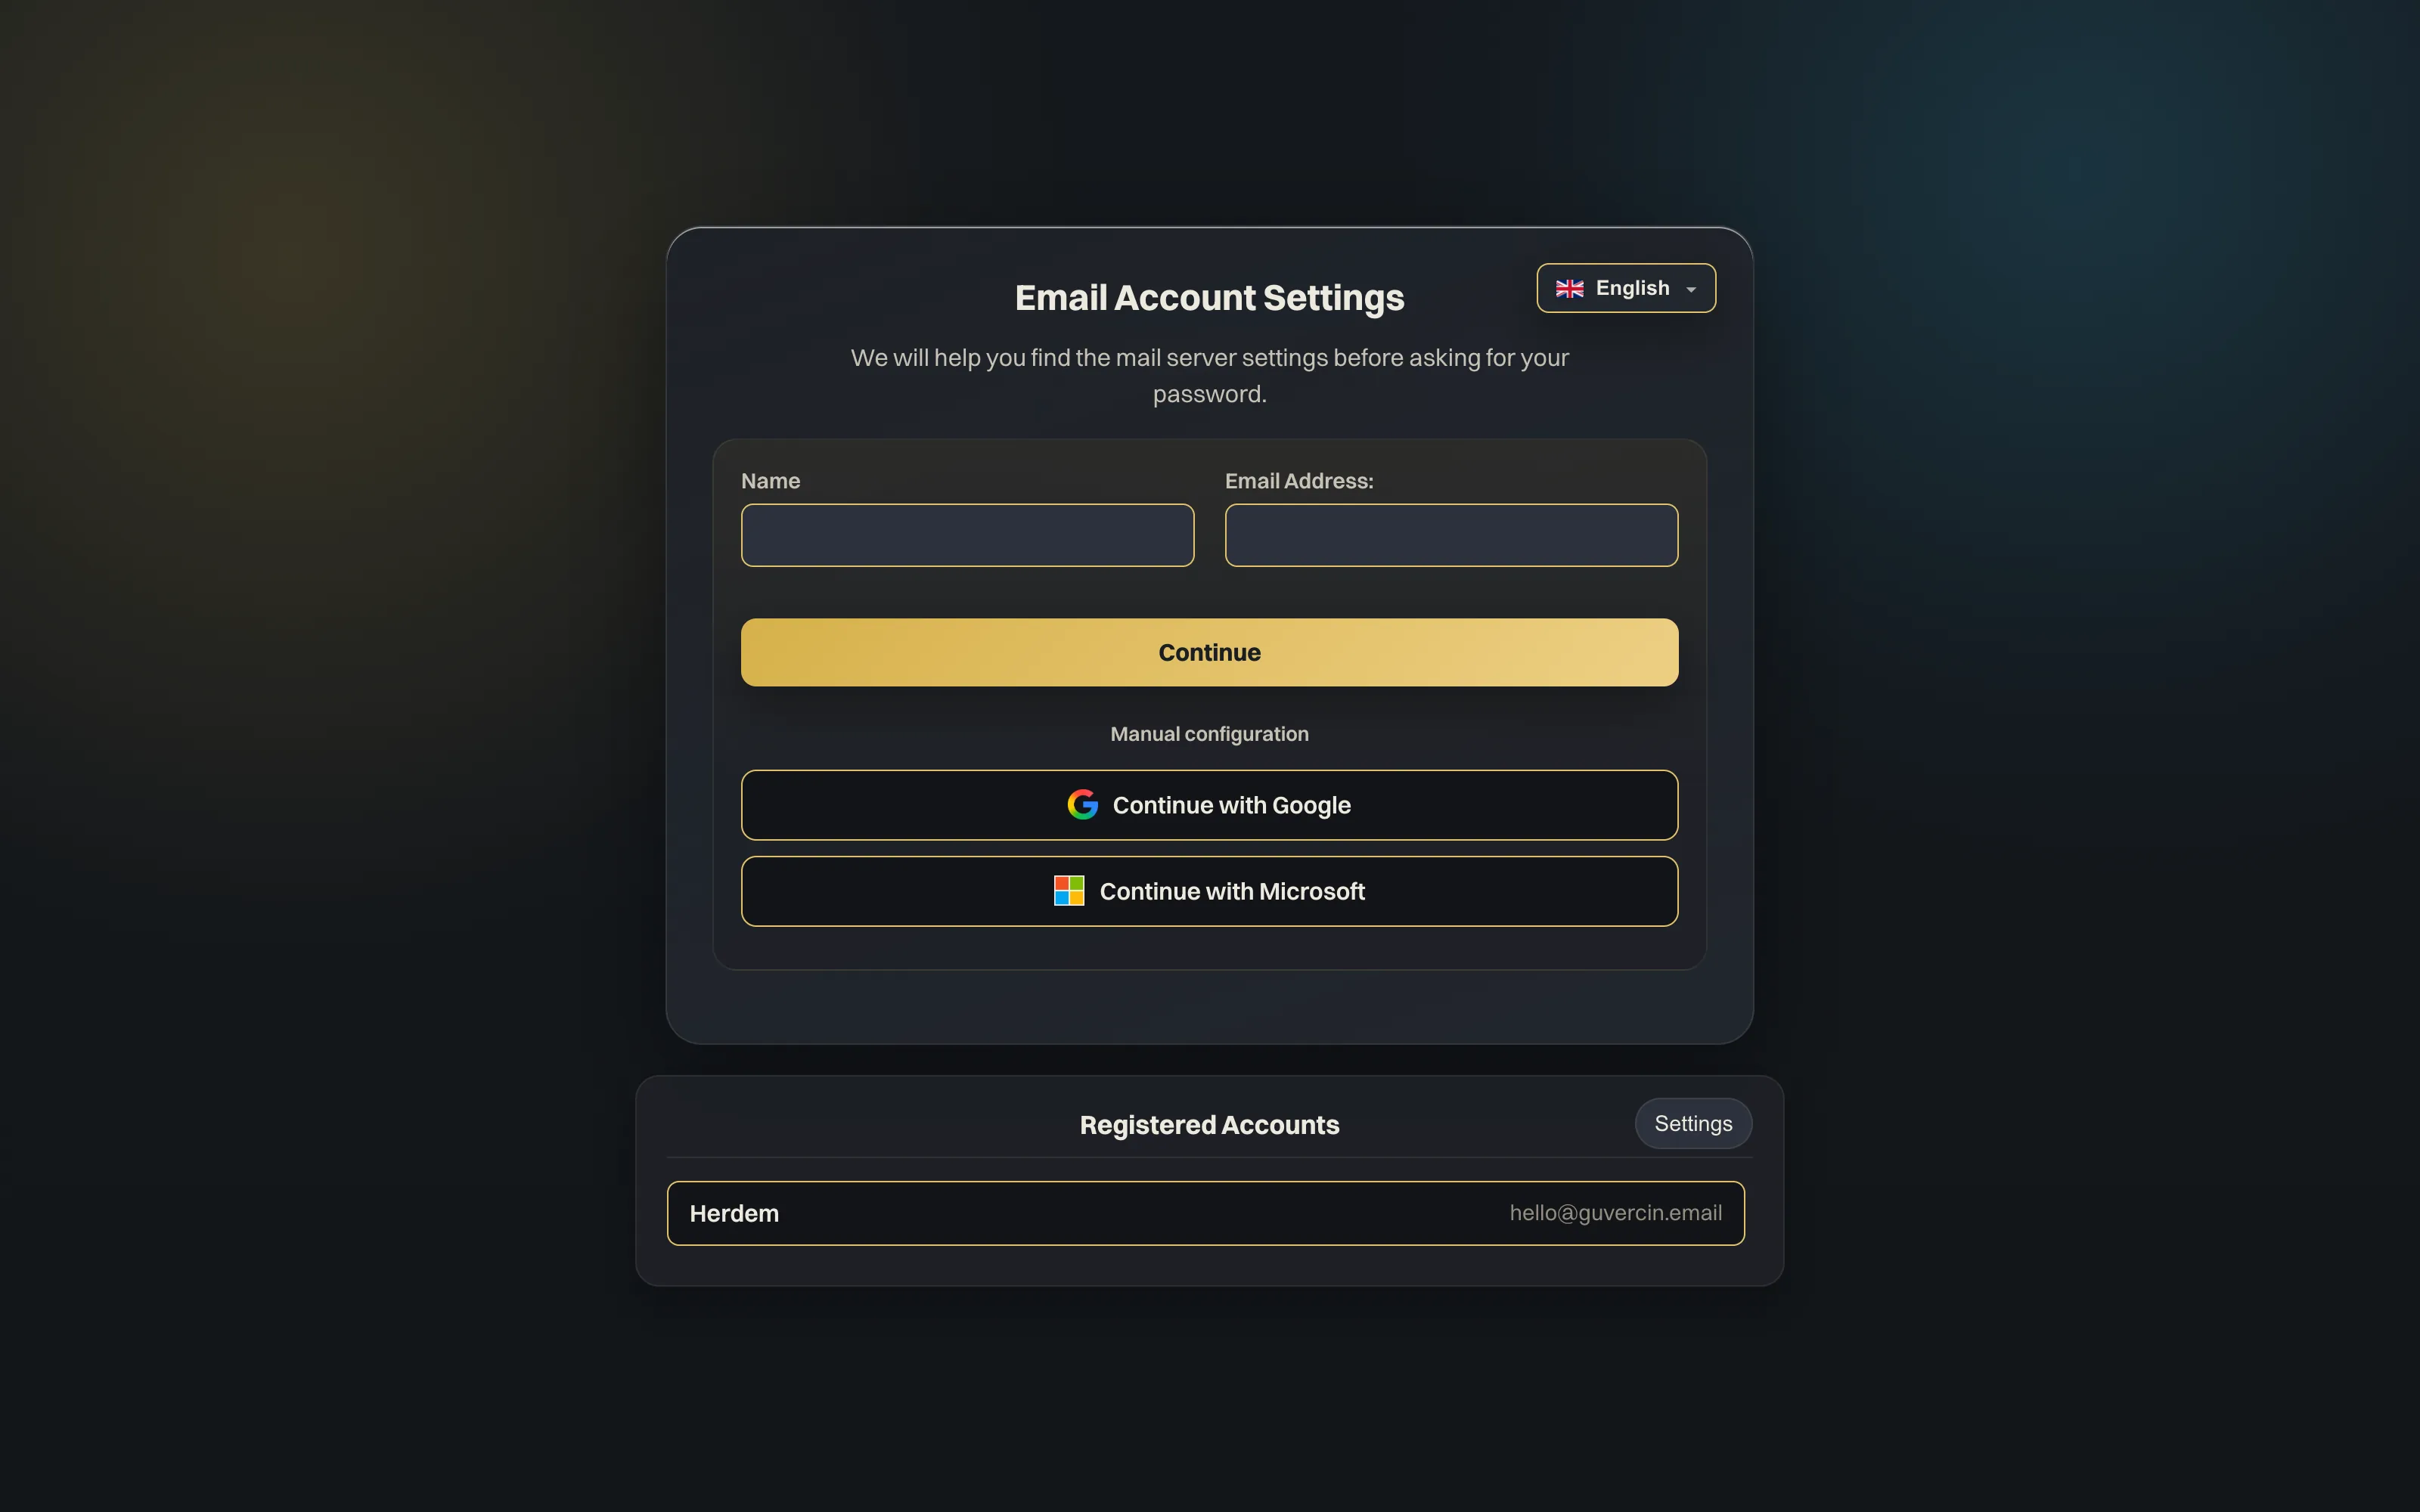 Email Account Settings
English
We will help you find the mail server settings before asking for your
password.
Name
Email Address:
Continue
Manual configuration
Continue with Google
Continue with Microsoft
Registered Accounts
Settings
Herdem
hello@guvercin.email